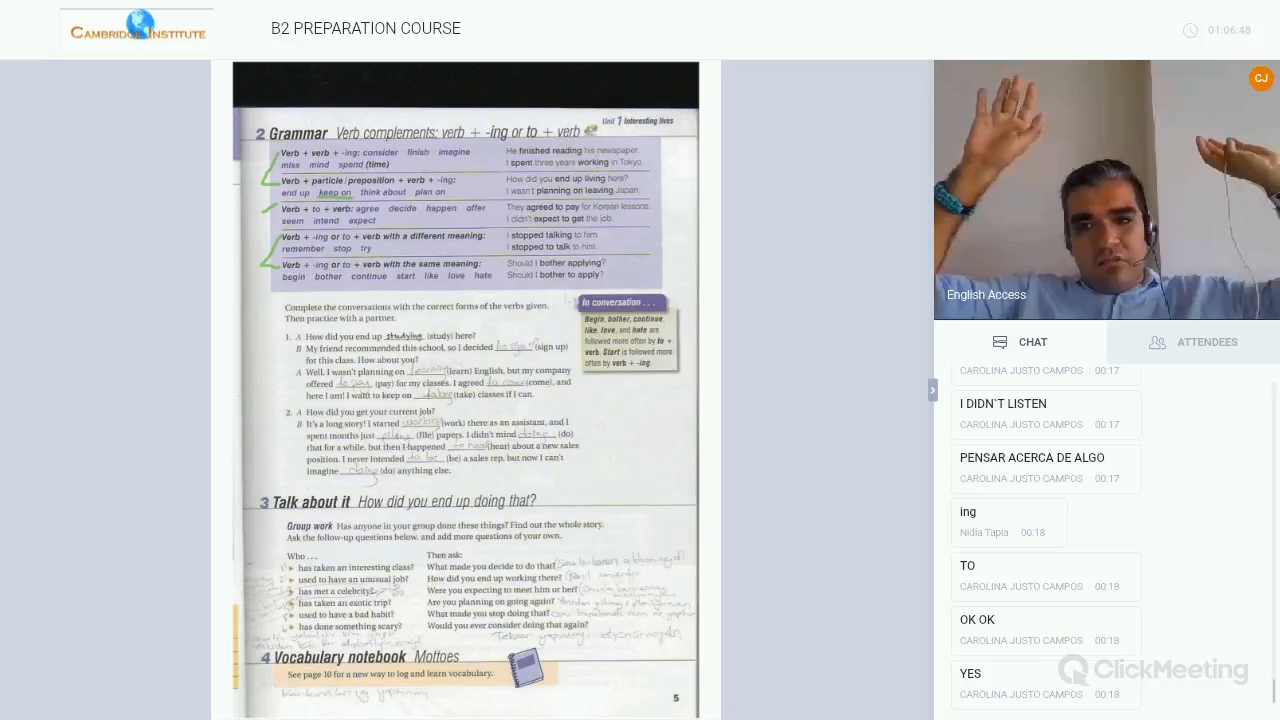 CAMBRIDGE INSTITUTE
B2 PREPARATION COURSE
01:06:48
Unit 1 Interesting lives
2 Grammar Verb complements: verb + -ing or to + verb
Verb + verb + -ing: consider finish imagine
miss mind spend (time)
He finished reading his newspaper.
I spent three years working in Tokyo.
Verb + particle/preposition + verb + -ing:
end up keep on think about plan on
How did you end up living here?
I wasn't planning on leaving Japan.
Verb + to + verb: agree decide happen offer
seem intend expect
They agreed to pay for Korean lessons.
I didn't expect to get the job.
Verb + -ing or to + verb with a different meaning:
remember stop try
I stopped talking to him.
I stopped to talk to him.
Verb + -ing or to + verb with the same meaning:
begin bother continue start like love hate
Should I bother applying?
Should I bother to apply?
Complete the conversations with the correct forms of the verbs given.
Then practice with a partner.
1. A How did you end up studying (study) here?
B My friend recommended this school, so I decided to sign (sign up)
for this class. How about you?
A Well, I wasn't planning on learning (learn) English, but my company
offered to pay (pay) for my classes. I agreed to come (come), and
here I am! I want to keep on taking (take) classes if I can.
2. A How did you get your current job?
B It's a long story! I started working (work) there as an assistant, and I
spent months just filing (file) papers. I didn't mind doing (do)
that for a while, but then I happened to hear (hear) about a new sales
position. I never intended to be (be) a sales rep, but now I can't
imagine doing (do) anything else.
In conversation . . .
Begin, bother, continue,
like, love, and hate are
followed more often by to +
verb. Start is followed more
often by verb + -ing.
3 Talk about it How did you end up doing that?
Group work Has anyone in your group done these things? Find out the whole story.
Ask the follow-up questions below, and add more questions of your own.
Who . . .
has taken an interesting class?
used to have an unusual job?
has met a celebrity?
has taken an exotic trip?
used to have a bad habit?
has done something scary?
Then ask:
What made you decide to do that?
How did you end up working there?
Were you expecting to meet him or her?
Are you planning on going again?
What made you stop doing that?
Would you ever consider doing that again?
4 Vocabulary notebook Mottoes
See page 10 for a new way to log and learn vocabulary.
5
CJ
English Access
CHAT
ATTENDEES
CAROLINA JUSTO CAMPOS 00:17
I DIDN`T LISTEN
CAROLINA JUSTO CAMPOS 00:17
PENSAR ACERCA DE ALGO
CAROLINA JUSTO CAMPOS 00:17
ing
Nidia Tapia 00:18
TO
CAROLINA JUSTO CAMPOS 00:18
OK OK
CAROLINA JUSTO CAMPOS 00:18
YES
CAROLINA JUSTO CAMPOS 00:18
ClickMeeting